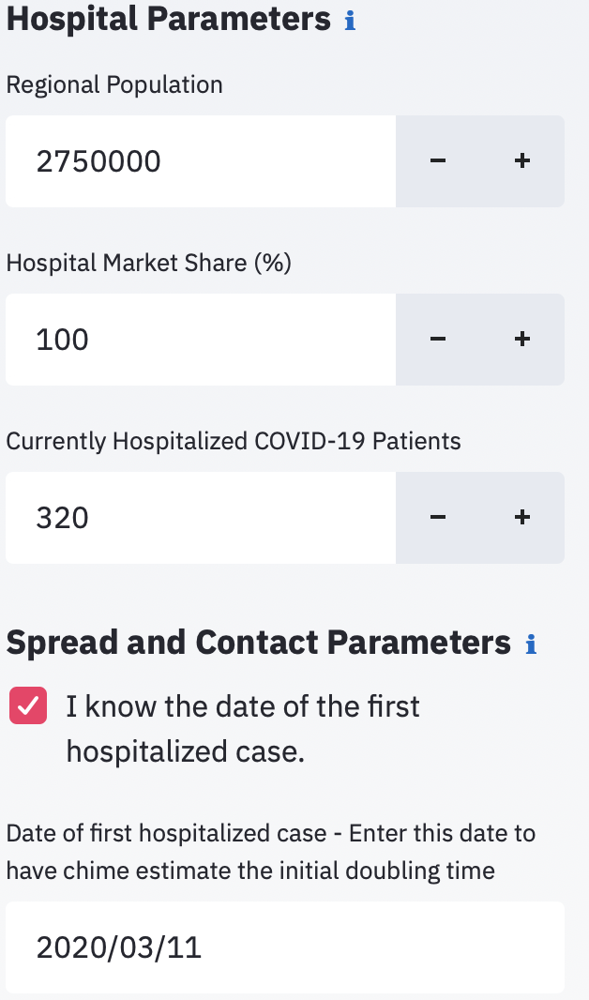 Hospital Parameters ℹ
Regional Population
2750000 − +
Hospital Market Share (%)
100 − +
Currently Hospitalized COVID-19 Patients
320 − +
Spread and Contact Parameters ℹ
I know the date of the first
hospitalized case.
Date of first hospitalized case - Enter this date to
have chime estimate the initial doubling time
2020/03/11